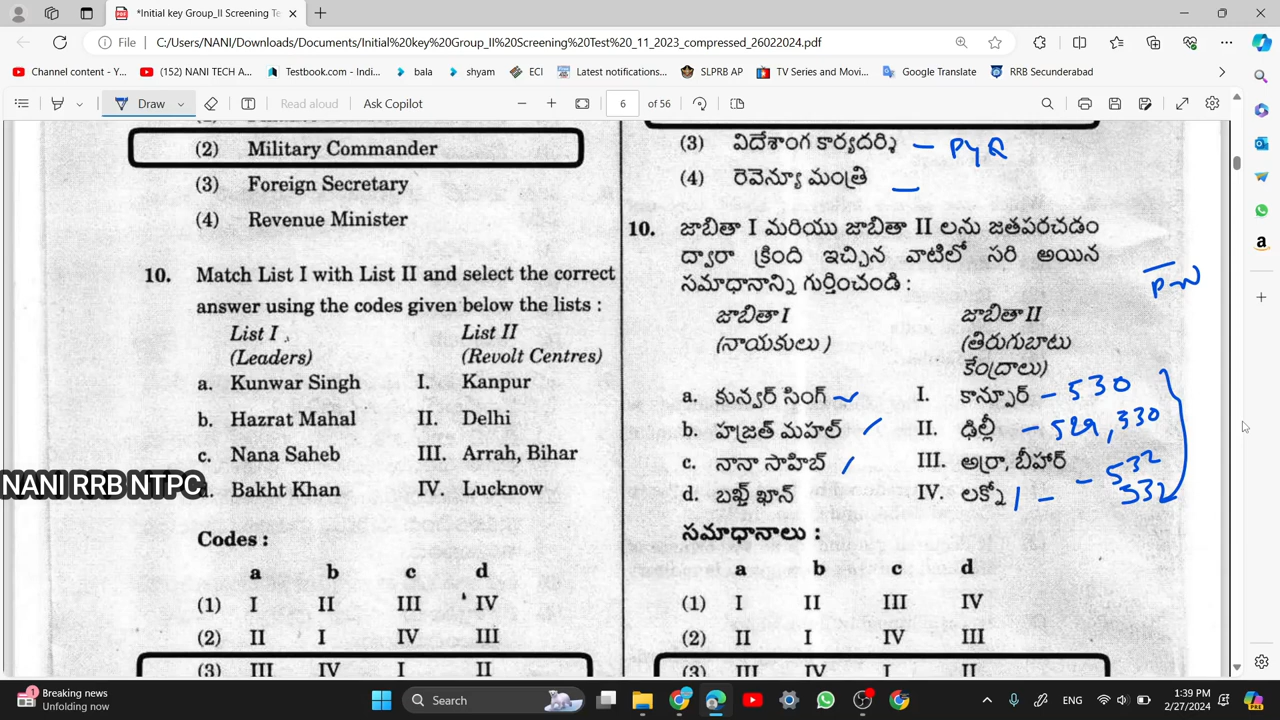 *Initial key Group_II Screening Te
File
C:/Users/NANI/Downloads/Documents/Initial%20key%20Group_II%20Screening%20Test%20_11_2023_compressed_26022024.pdf
Channel content - Y...
(152) NANI TECH A...
Testbook.com - Indi...
bala
shyam
ECI
Latest notifications...
SLPRB AP
TV Series and Movi...
Google Translate
RRB Secunderabad
Draw
Read aloud
Ask Copilot
6
of 56
(2) Military Commander
(3) Foreign Secretary
(4) Revenue Minister
10. Match List I with List II and select the correct
answer using the codes given below the lists :
List I List II
(Leaders) (Revolt Centres)
a. Kunwar Singh I. Kanpur
b. Hazrat Mahal II. Delhi
c. Nana Saheb III. Arrah, Bihar
Bakht Khan IV. Lucknow
NANI RRB NTPC
Codes :
a b c d
(1) I II III IV
(2) II I IV III
(3) III IV I II
(3) విదేశాంగ కార్యదర్శి
(4) రెవెన్యూ మంత్రి
10. జాబితా I మరియు జాబితా II లను జతపరచడం
ద్వారా క్రింది ఇచ్చిన వాటిలో సరి అయిన
సమాధానాన్ని గుర్తించండి :
జాబితా I జాబితా II
(నాయకులు) (తిరుగుబాటు
కేంద్రాలు)
a. కున్వర్ సింగ్ I. కాన్పూర్ - 530
b. హజ్రత్ మహల్ II. ఢిల్లీ - 529, 330
c. నానా సాహిబ్ III. అర్రా, బీహార్ - 532
d. బఖ్త్ ఖాన్ IV. లక్నో - 532
సమాధానాలు :
a b c d
(1) I II III IV
(2) II I IV III
(3) III IV I II
Breaking news
Unfolding now
Search
ENG
1:39 PM
2/27/2024